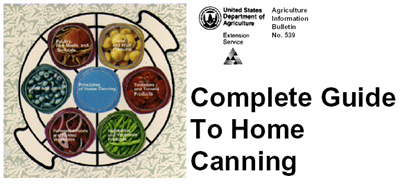 United States
Department of
Agriculture
Extension
Service
Agriculture
Information
Bulletin
No. 539
Complete Guide
To Home
Canning
Poultry,
Red Meats, and
Seafoods
Fruit
and Fruit
Products
Principles
of Home Canning
Tomatoes
and Tomato
Products
Vegetables
and Vegetable
Products